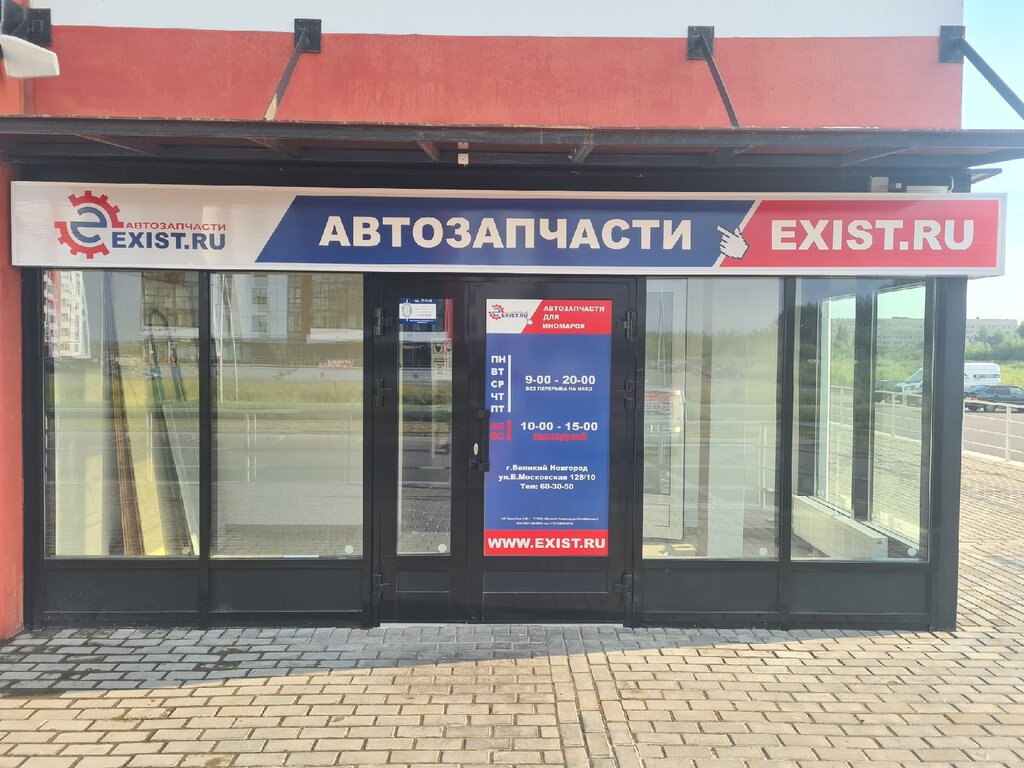 АВТОЗАПЧАСТИ
EXIST.RU
АВТОЗАПЧАСТИ
EXIST.RU
EXIST.RU
АВТОЗАПЧАСТИ
ДЛЯ
ИНОМАРОК
ПН
ВТ
СР
ЧТ
ПТ
9-00 - 20-00
БЕЗ ПЕРЕРЫВА НА ОБЕД
СБ
ВС
10-00 - 15-00
ВЫХОДНОЙ
г.Великий Новгород
ул.Б.Московская 128/10
Тел: 60-30-50
WWW.EXIST.RU